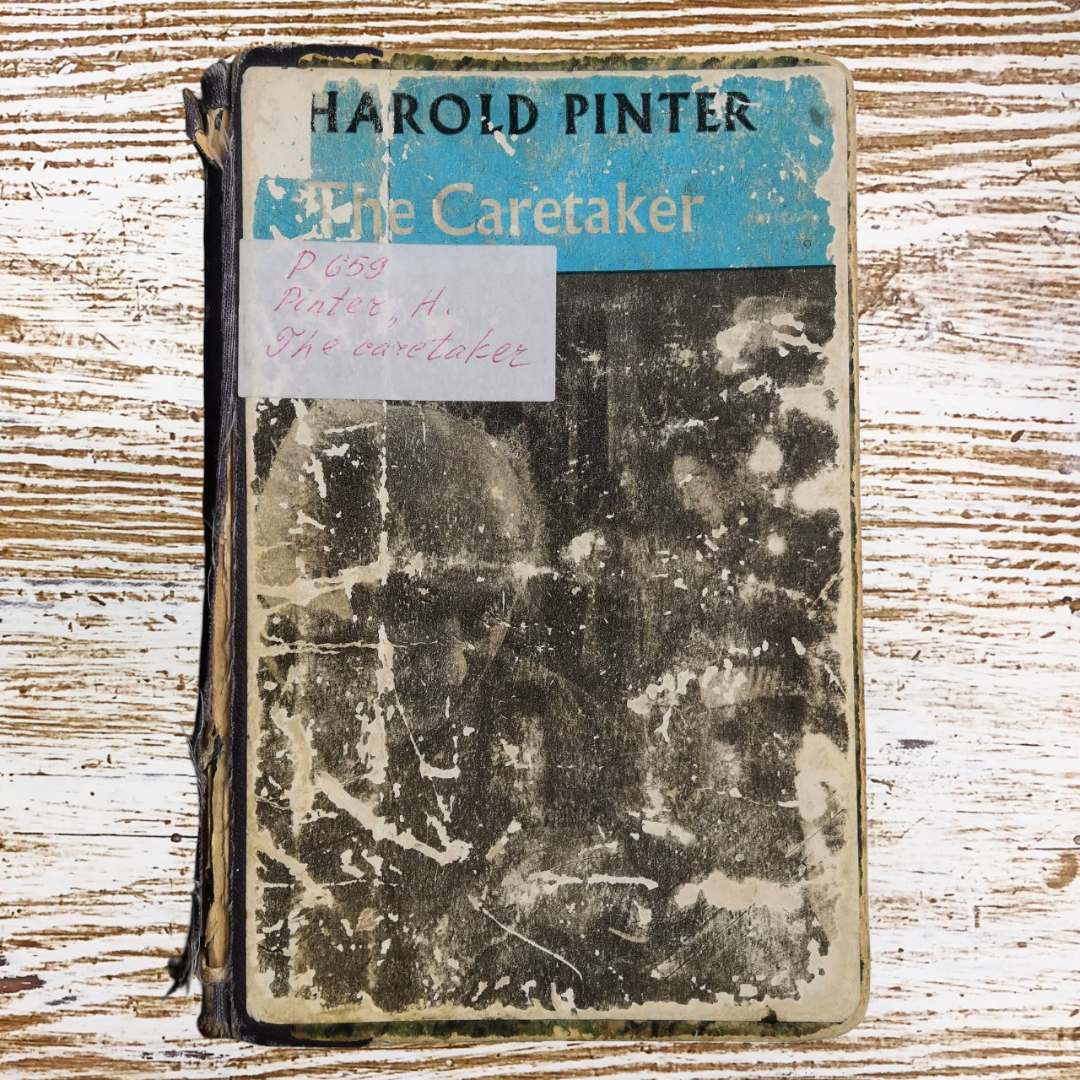 HAROLD PINTER
The Caretaker
P 659
Pinter, H.
The caretaker